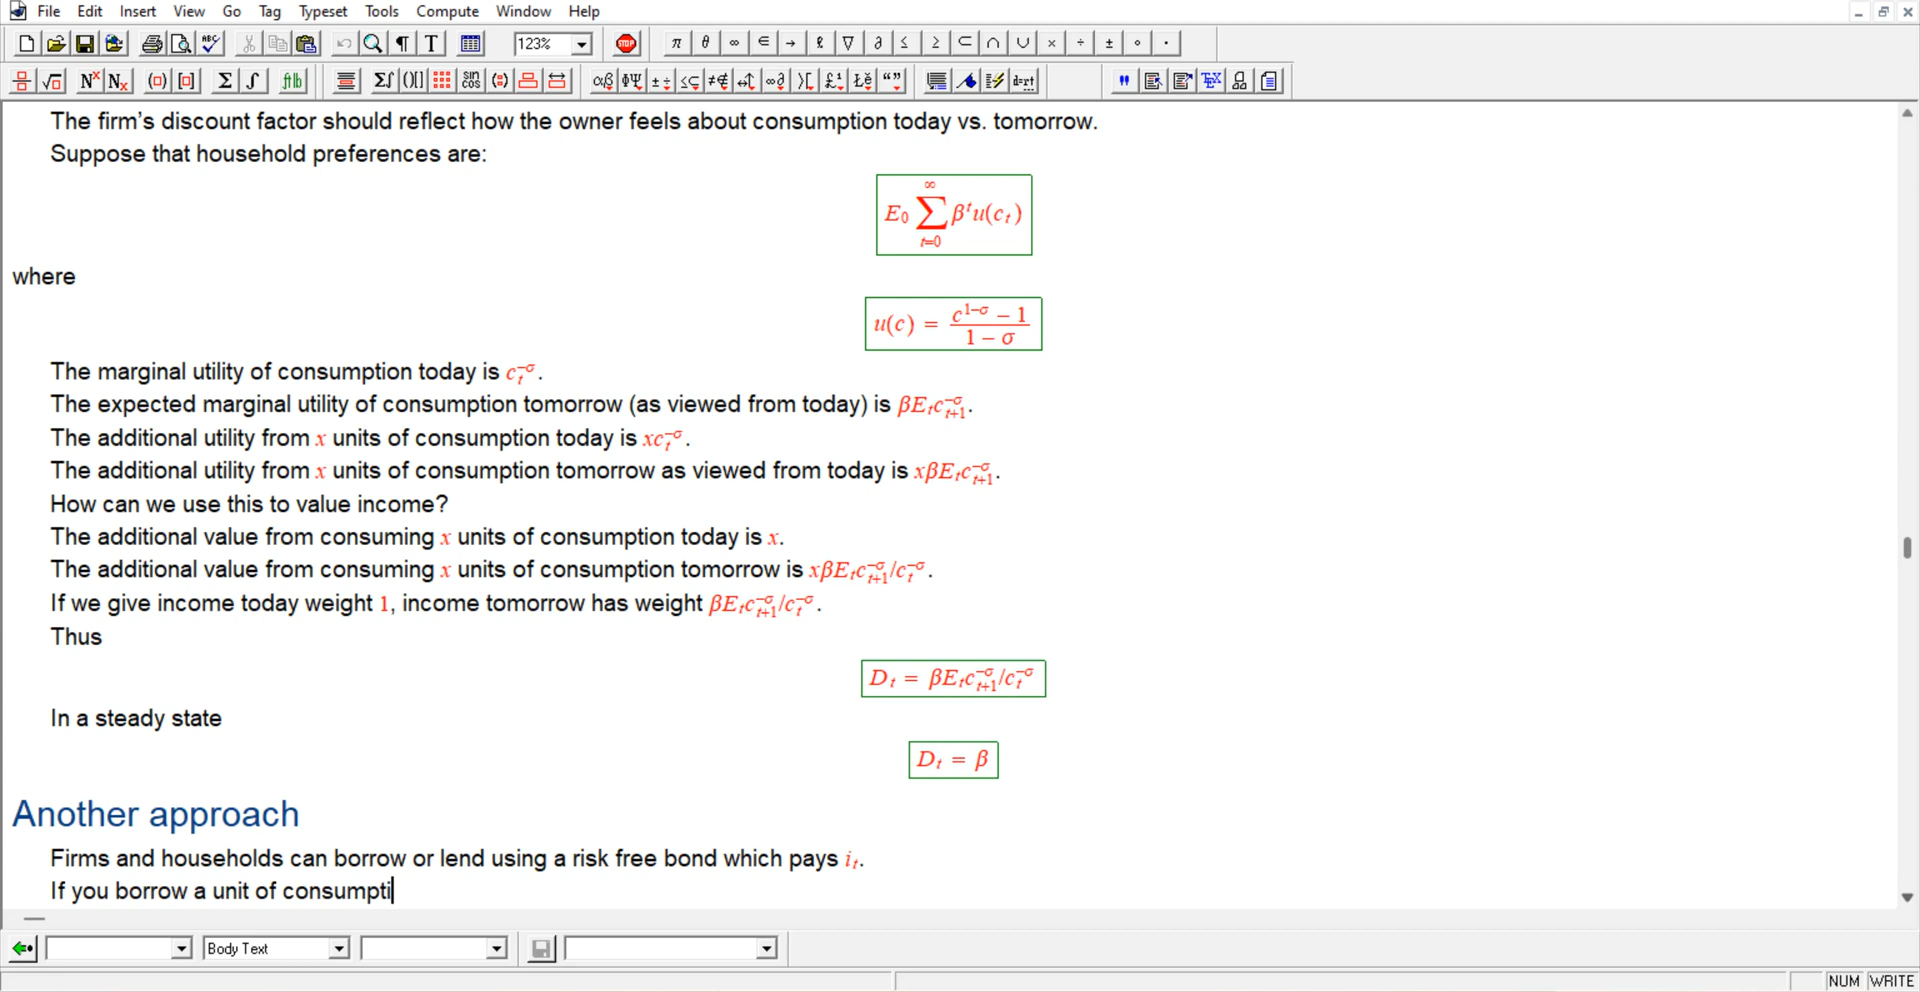 File Edit Insert View Go Tag Typeset Tools Compute Window Help
123% STOP π θ ∞ ∈ → ℓ ∇ ∂ ≤ ≥ ⊂ ∩ ∪ × ÷ ± ∘ ·
The firm's discount factor should reflect how the owner feels about consumption today vs. tomorrow.
Suppose that household preferences are:
E₀ ∑_{t=0}^{∞} β^t u(c_t)
where
u(c) = \frac{c^{1-σ} - 1}{1 - σ}
The marginal utility of consumption today is c_t^{-σ}.
The expected marginal utility of consumption tomorrow (as viewed from today) is βE_t c_{t+1}^{-σ}.
The additional utility from x units of consumption today is xc_t^{-σ}.
The additional utility from x units of consumption tomorrow as viewed from today is xβE_t c_{t+1}^{-σ}.
How can we use this to value income?
The additional value from consuming x units of consumption today is x.
The additional value from consuming x units of consumption tomorrow is xβE_t c_{t+1}^{-σ}/c_t^{-σ}.
If we give income today weight 1, income tomorrow has weight βE_t c_{t+1}^{-σ}/c_t^{-σ}.
Thus
D_t = βE_t c_{t+1}^{-σ}/c_t^{-σ}
In a steady state
D_t = β
Another approach
Firms and households can borrow or lend using a risk free bond which pays i_t.
If you borrow a unit of consumpti
Body Text
NUM WRITE